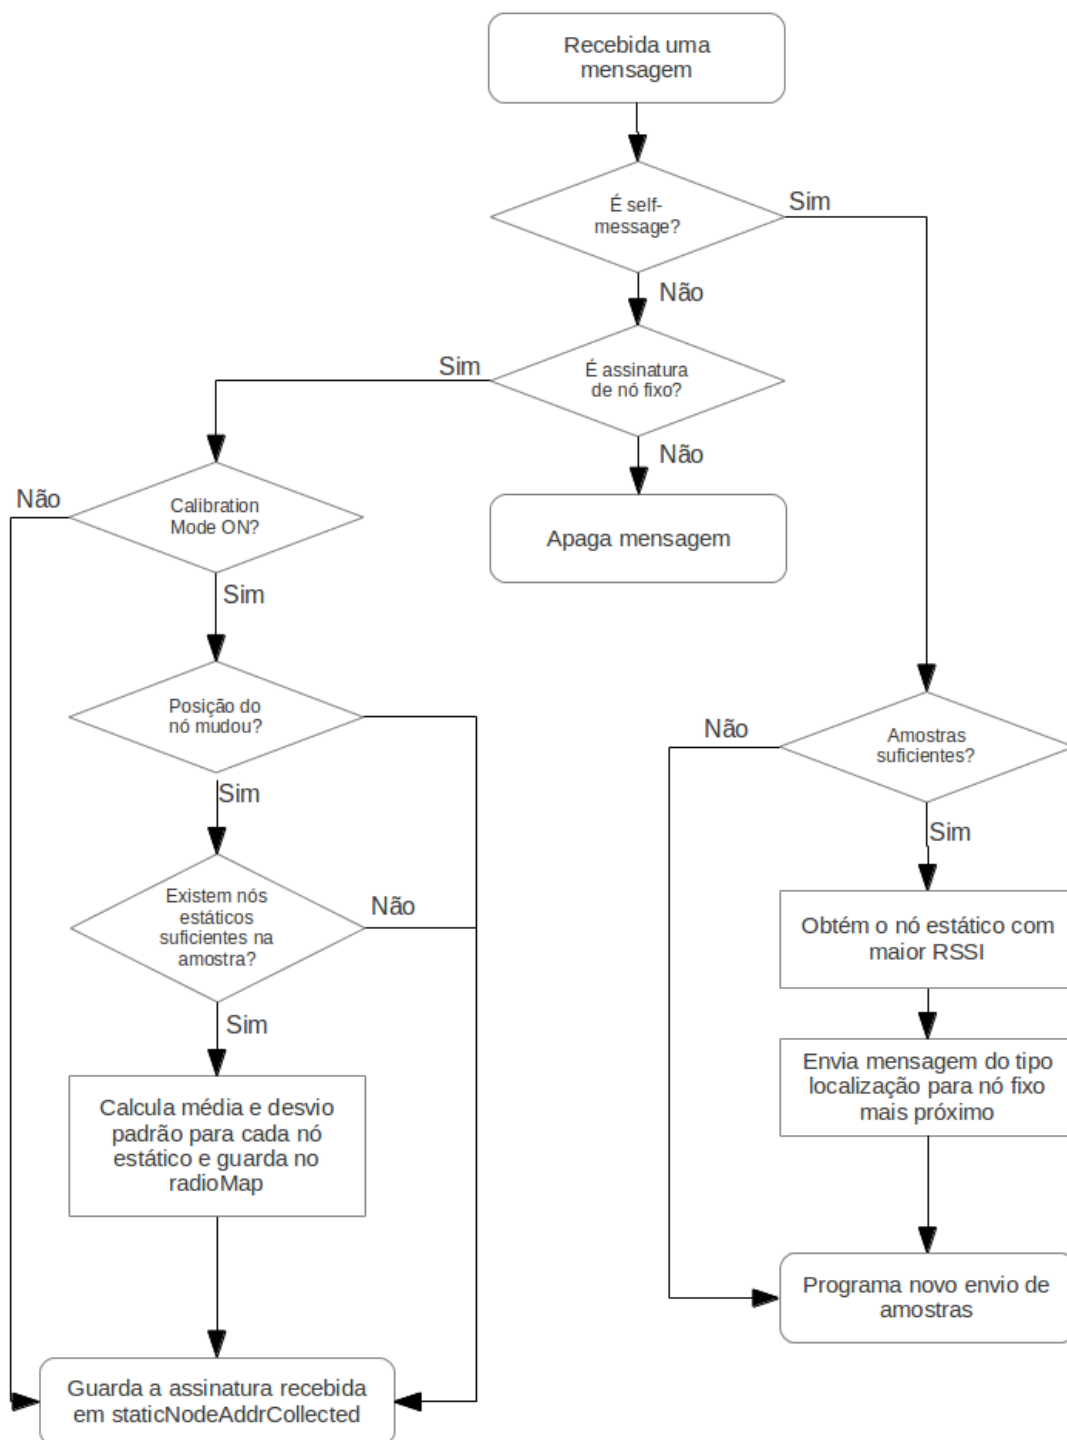 Recebida uma
mensagem
É self-
message?
Sim
Não
É assinatura
de nó fixo?
Sim
Não
Apaga mensagem
Calibration
Mode ON?
Não
Sim
Posição do
nó mudou?
Sim
Existem nós
estáticos
suficientes na
amostra?
Não
Sim
Calcula média e desvio
padrão para cada nó
estático e guarda no
radioMap
Guarda a assinatura recebida
em staticNodeAddrCollected
Amostras
suficientes?
Não
Sim
Obtém o nó estático com
maior RSSI
Envia mensagem do tipo
localização para nó fixo
mais próximo
Programa novo envio de
amostras